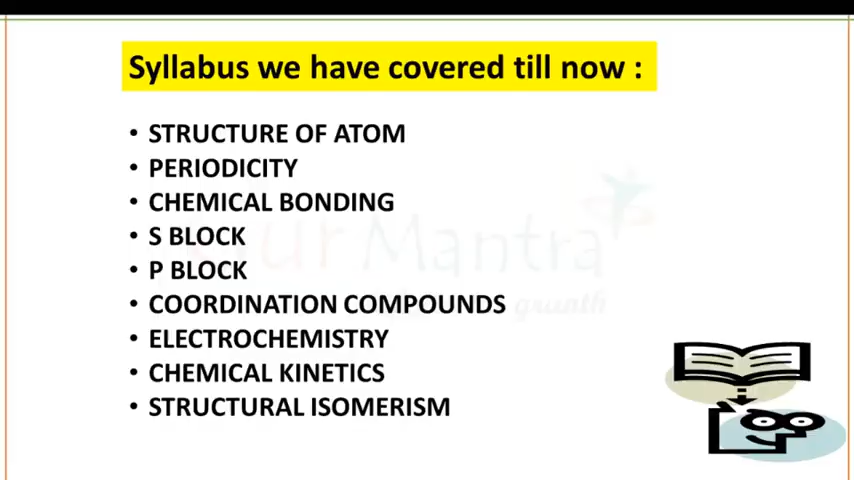 Syllabus we have covered till now :
• STRUCTURE OF ATOM
• PERIODICITY
• CHEMICAL BONDING
• S BLOCK
• P BLOCK
• COORDINATION COMPOUNDS
• ELECTROCHEMISTRY
• CHEMICAL KINETICS
• STRUCTURAL ISOMERISM
Mantra